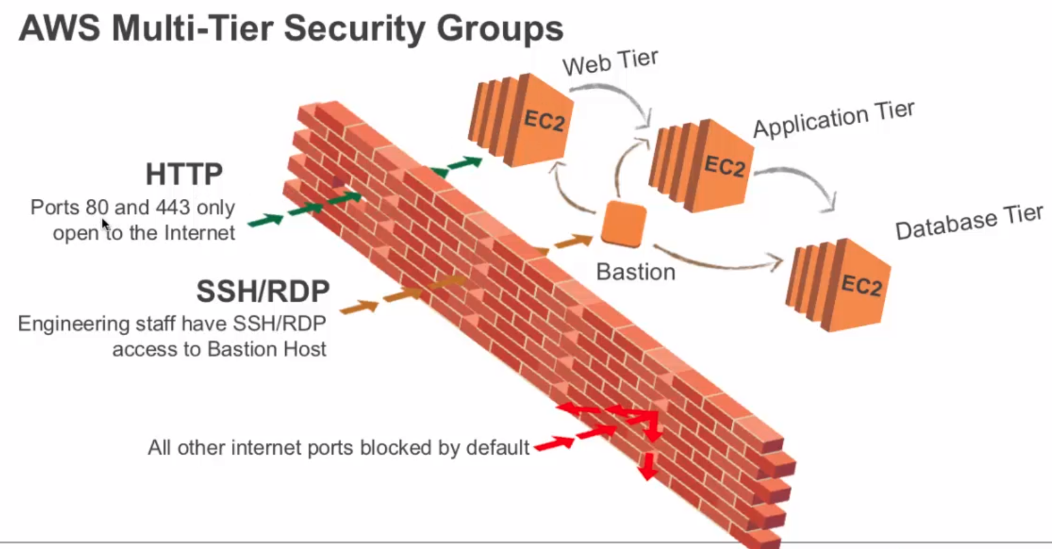 AWS Multi-Tier Security Groups
Web Tier
EC2
Application Tier
EC2
HTTP
Ports 80 and 443 only
open to the Internet
Database Tier
EC2
Bastion
SSH/RDP
Engineering staff have SSH/RDP
access to Bastion Host
All other internet ports blocked by default